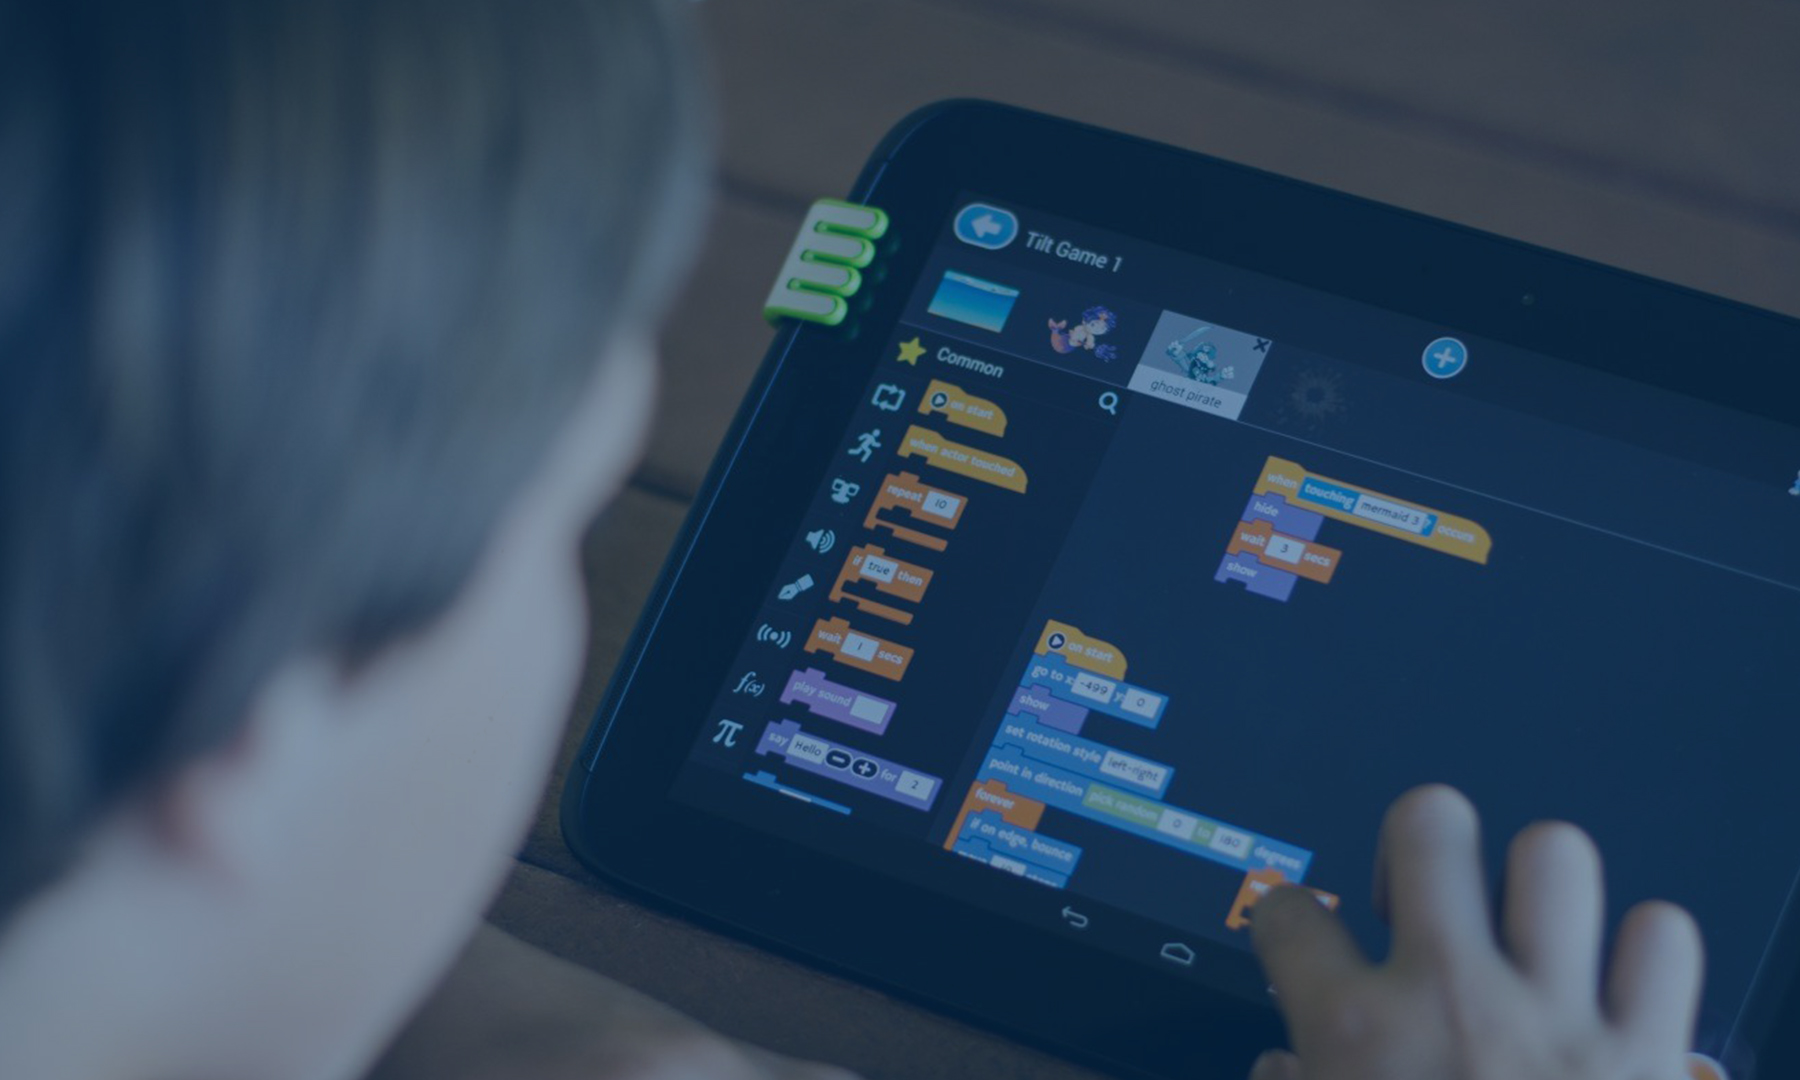 Tilt Game 1
ghost pirate
Common
on start
when actor touched
repeat 10
if true then
wait 1 secs
play sound
say Hello for 2
when touching mermaid 3 ? occurs
hide
wait 3 secs
show
on start
go to x: -499 y: 0
show
set rotation style left-right
point in direction pick random 0 to 180 degrees
forever
if on edge, bounce
f(x)
π